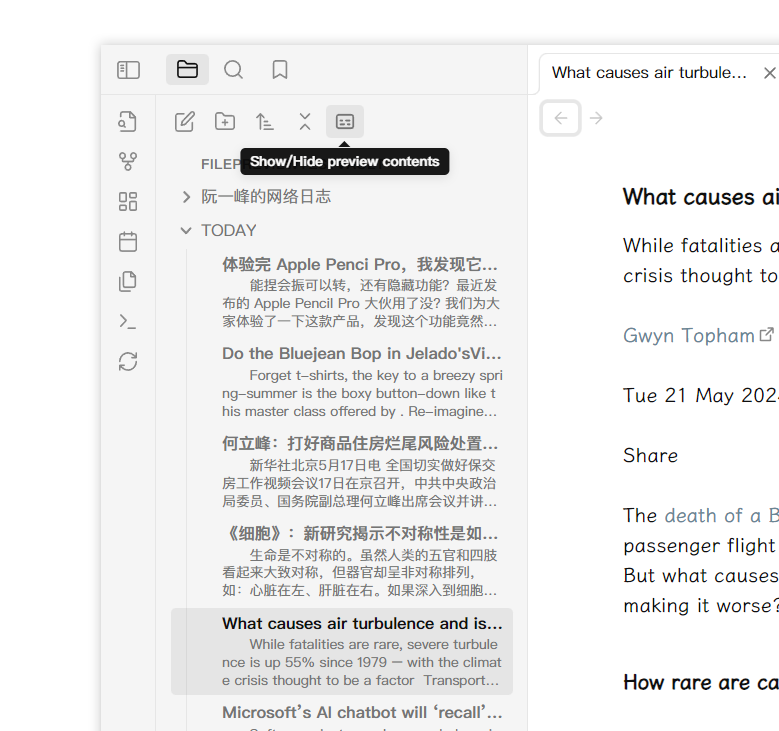 What causes air turbule...
Show/Hide preview contents
FILEP
阮一峰的网络日志
TODAY
体验完 Apple Penci Pro，我发现它...
能捏会振可以转，还有隐藏功能？最近发
布的 Apple Pencil Pro 大伙用了没？我们为大
家体验了一下这款产品，发现这个功能竟然...
Do the Bluejean Bop in Jelado'sVi...
Forget t-shirts, the key to a breezy spri
ng-summer is the boxy button-down like t
his master class offered by . Re-imagine...
何立峰：打好商品住房烂尾风险处置...
新华社北京5月17日电 全国切实做好保交
房工作视频会议17日在京召开，中共中央政治
局委员、国务院副总理何立峰出席会议并讲...
《细胞》：新研究揭示不对称性是如...
生命是不对称的。虽然人类的五官和四肢
看起来大致对称，但器官却呈非对称排列，
如：心脏在左、肝脏在右。如果深入到细胞...
What causes air turbulence and is...
While fatalities are rare, severe turbule
nce is up 55% since 1979 — with the climat
e crisis thought to be a factor Transport...
Microsoft's AI chatbot will ‘recall’...
What causes ai
While fatalities a
crisis thought to
Gwyn Topham
Tue 21 May 202
Share
The death of a B
passenger flight
But what causes
making it worse?
How rare are ca